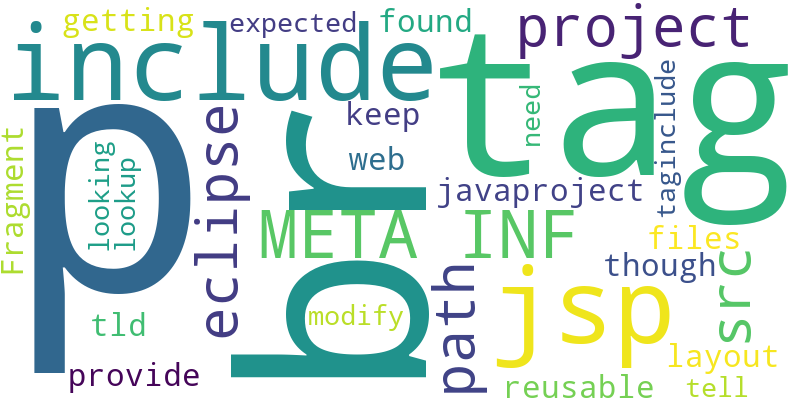 getting
expected
found
project
include
tag
p
br
eclipse
keep
web
need
taginclude
javaproject
Fragment
looking
lookup
META INF
files
though
src
path
jsp
modify
tld
layout
provide
reusable
tell